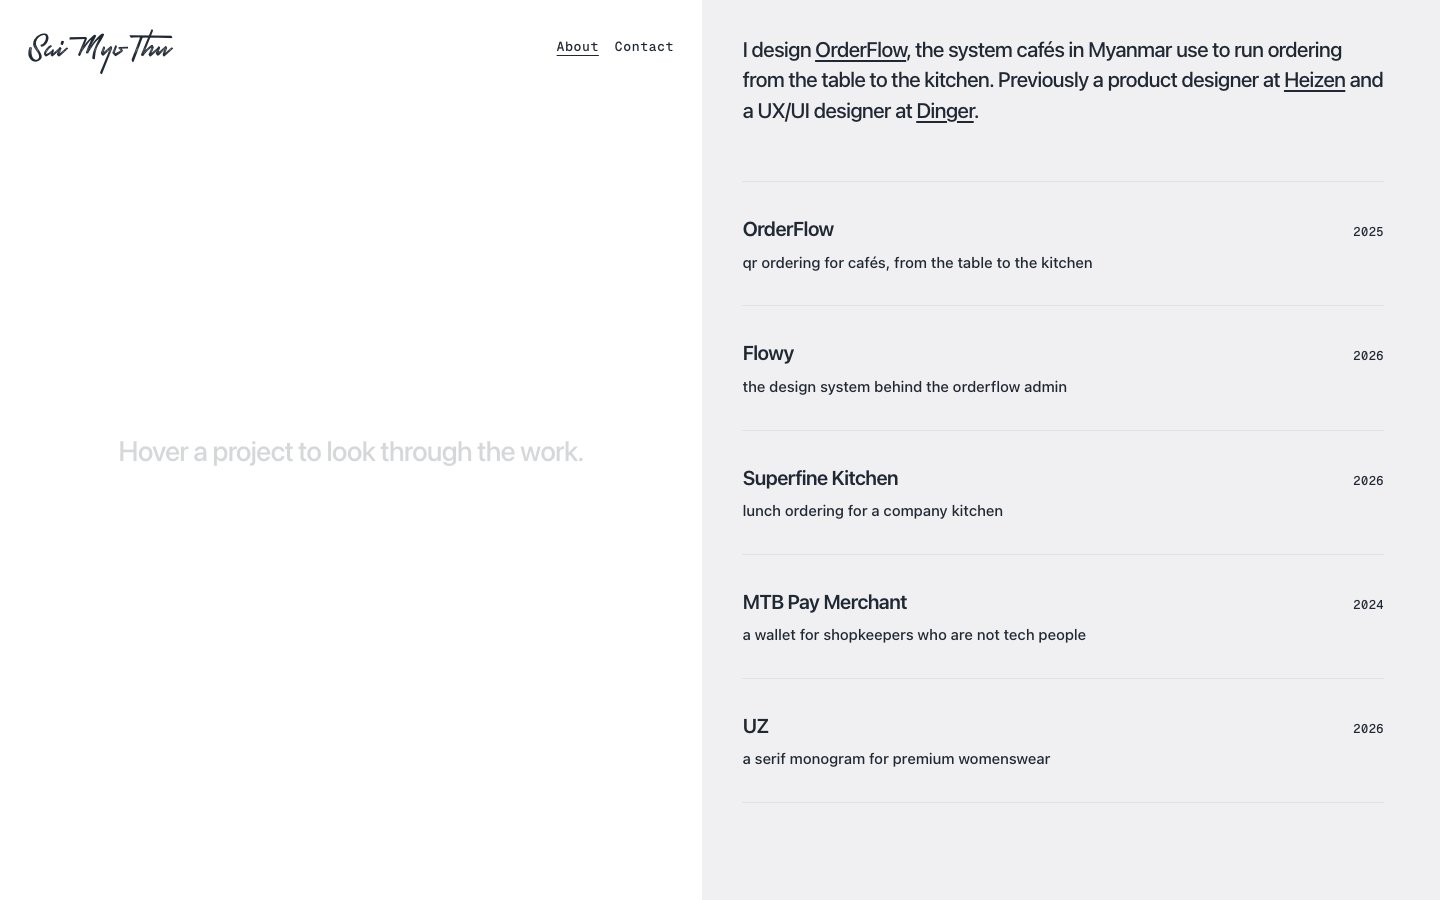 Sai Myo Thu
About Contact
I design OrderFlow, the system cafés in Myanmar use to run ordering
from the table to the kitchen. Previously a product designer at Heizen and
a UX/UI designer at Dinger.
Hover a project to look through the work.
OrderFlow 2025
qr ordering for cafés, from the table to the kitchen
Flowy 2026
the design system behind the orderflow admin
Superfine Kitchen 2026
lunch ordering for a company kitchen
MTB Pay Merchant 2024
a wallet for shopkeepers who are not tech people
UZ 2026
a serif monogram for premium womenswear